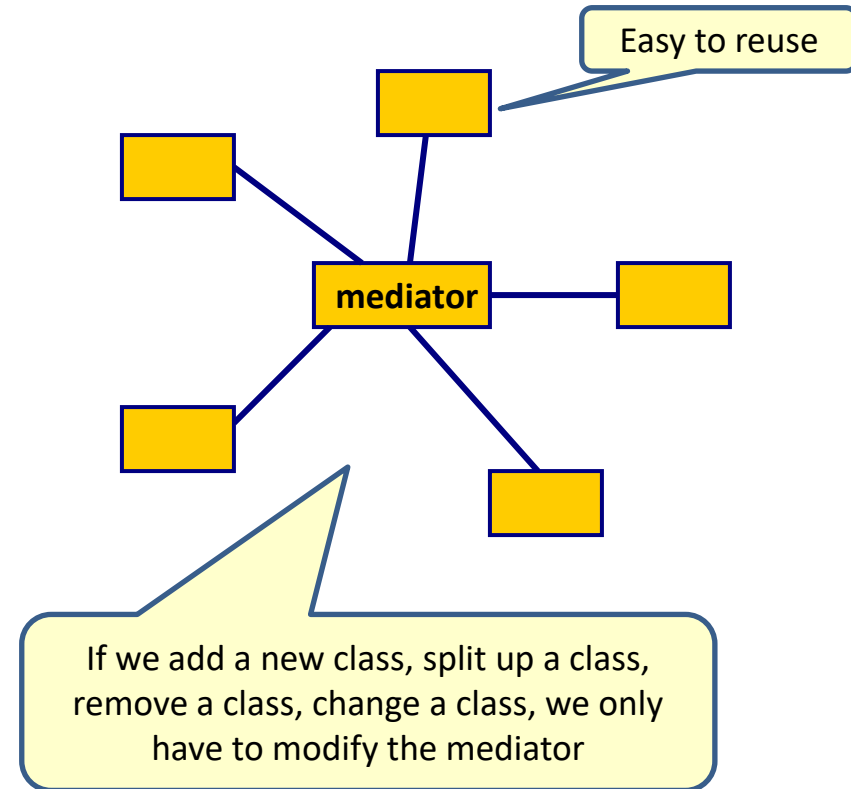 Easy to reuse
mediator
If we add a new class, split up a class,
remove a class, change a class, we only
have to modify the mediator